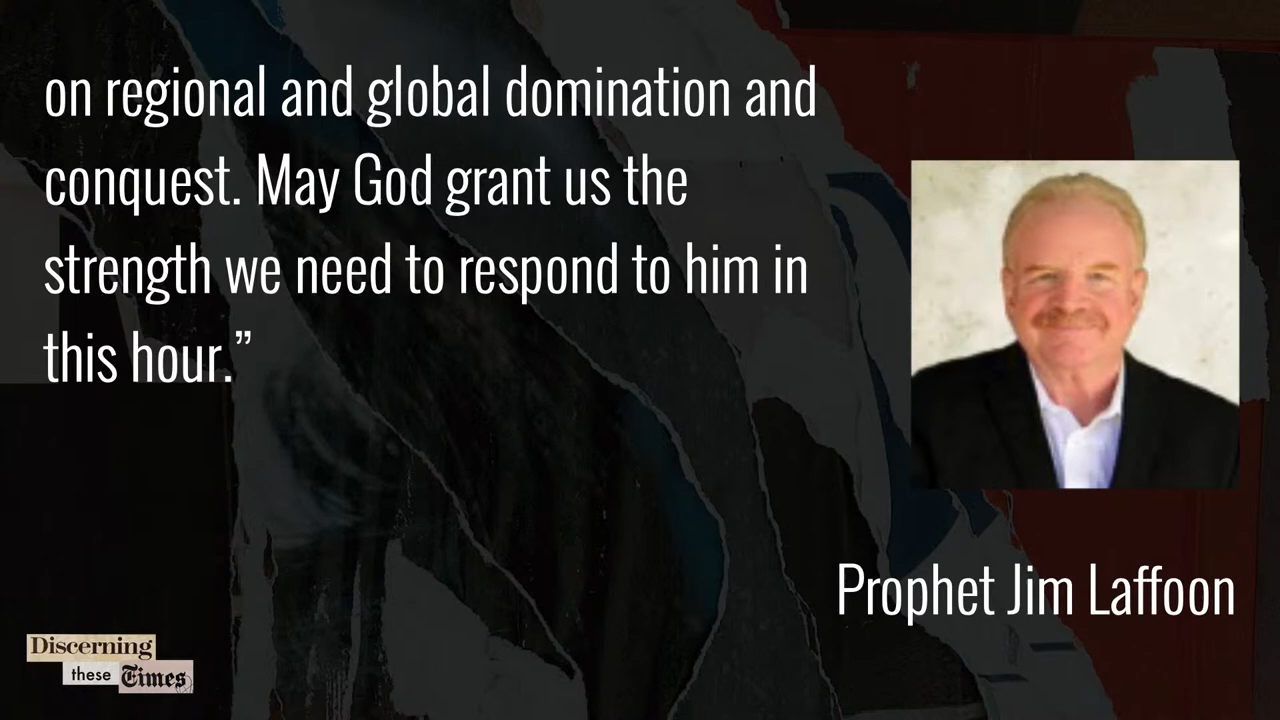 on regional and global domination and
conquest. May God grant us the
strength we need to respond to him in
this hour.”
Prophet Jim Laffoon
Discerning
these Times